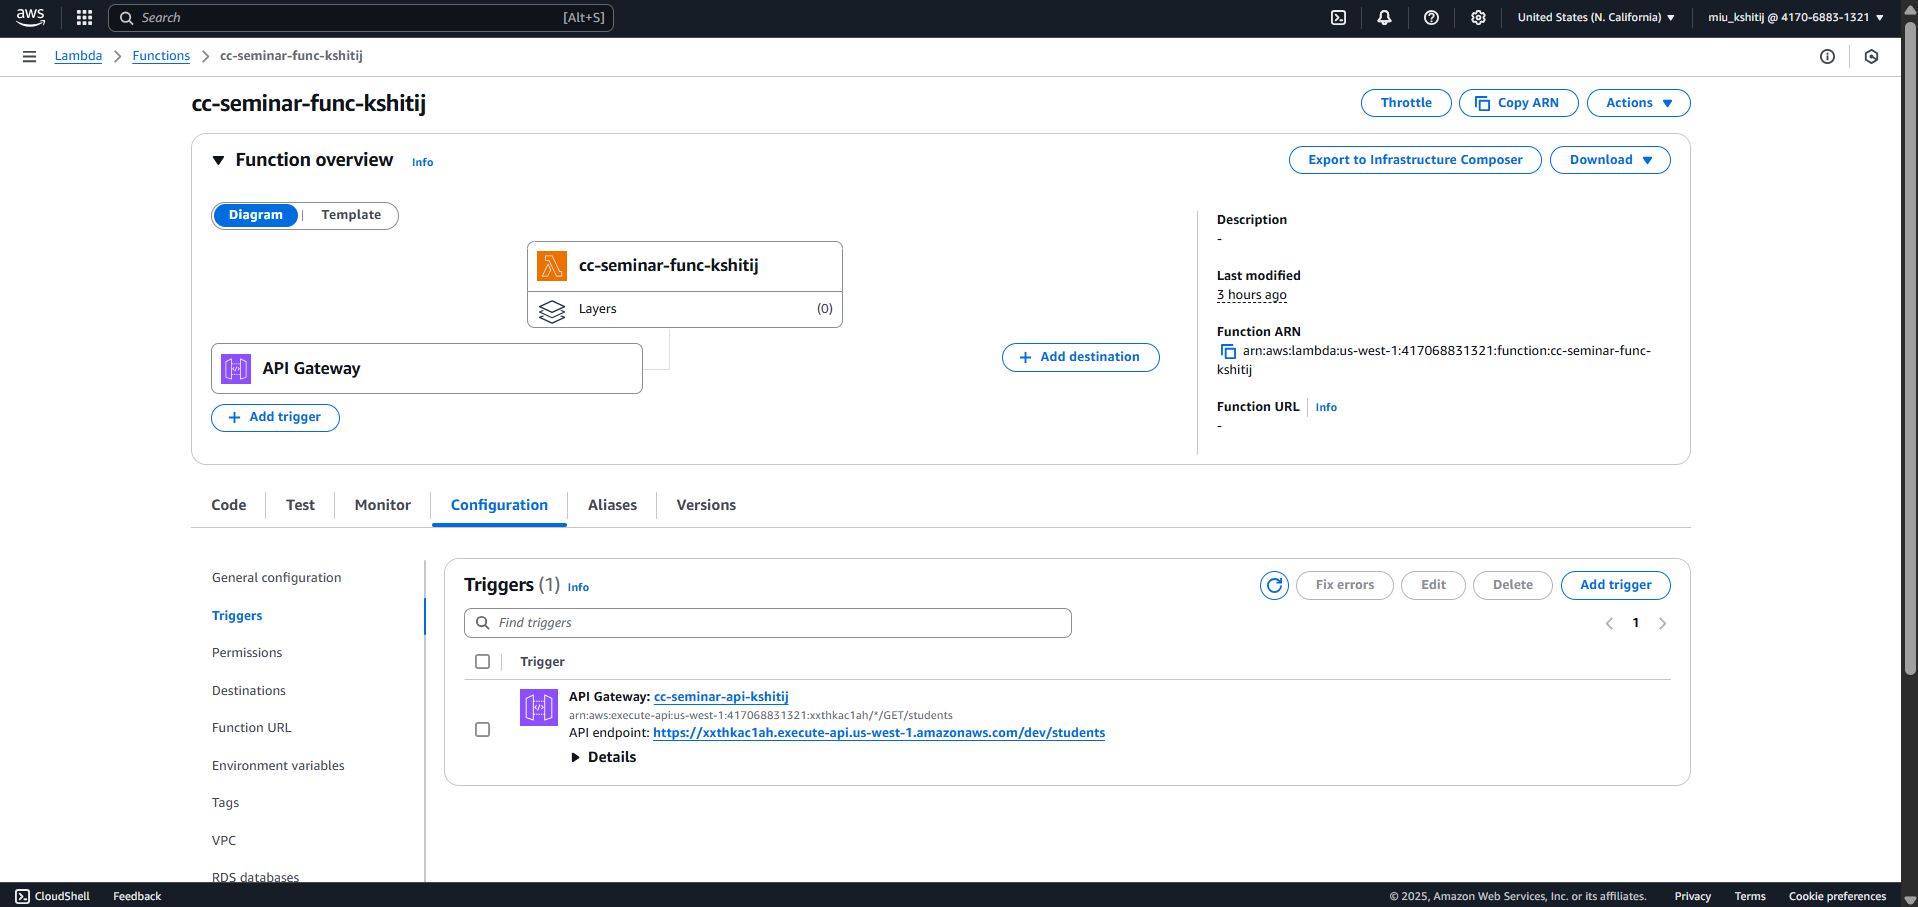 aws
Search [Alt+S]
United States (N. California)
miu_kshitij @ 4170-6883-1321
Lambda
Functions
cc-seminar-func-kshitij
cc-seminar-func-kshitij
Throttle
Copy ARN
Actions
Function overview Info
Export to Infrastructure Composer
Download
Diagram
Template
cc-seminar-func-kshitij
Layers (0)
API Gateway
Add trigger
Add destination
Description
-
Last modified
3 hours ago
Function ARN
arn:aws:lambda:us-west-1:417068831321:function:cc-seminar-func-
kshitij
Function URL Info
-
Code
Test
Monitor
Configuration
Aliases
Versions
General configuration
Triggers
Permissions
Destinations
Function URL
Environment variables
Tags
VPC
RDS databases
Triggers (1) Info
Fix errors
Edit
Delete
Add trigger
Find triggers
1
Trigger
API Gateway: cc-seminar-api-kshitij
arn:aws:execute-api:us-west-1:417068831321:xxthkac1ah/*/GET/students
API endpoint: https://xxthkac1ah.execute-api.us-west-1.amazonaws.com/dev/students
Details
CloudShell
Feedback
© 2025, Amazon Web Services, Inc. or its affiliates.
Privacy
Terms
Cookie preferences